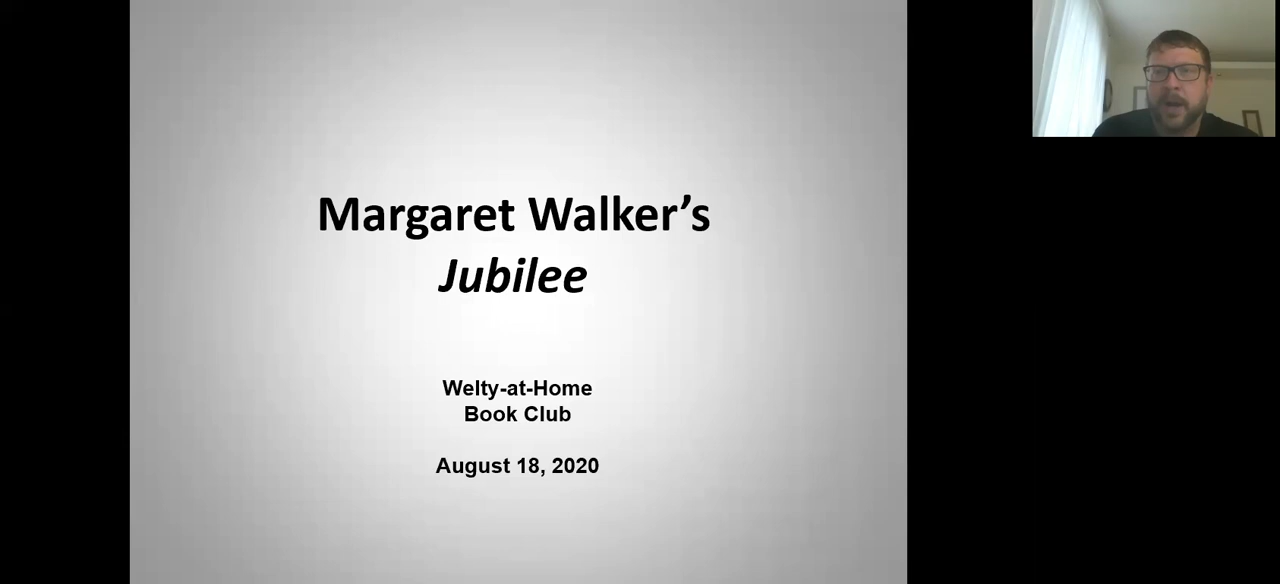 Margaret Walker’s
Jubilee
Welty-at-Home
Book Club
August 18, 2020